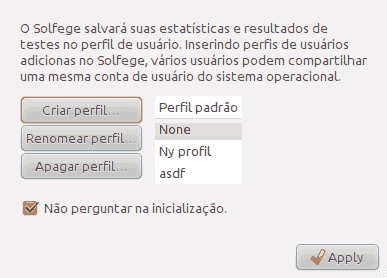 O Solfege salvará suas estatísticas e resultados de
testes no perfil de usuário. Inserindo perfis de usuários
adicionas no Solfege, vários usuários podem compartilhar
uma mesma conta de usuário do sistema operacional.
Criar perfil...
Renomear perfil...
Apagar perfil...
Perfil padrão
None
Ny profil
asdf
Não perguntar na inicialização.
Apply